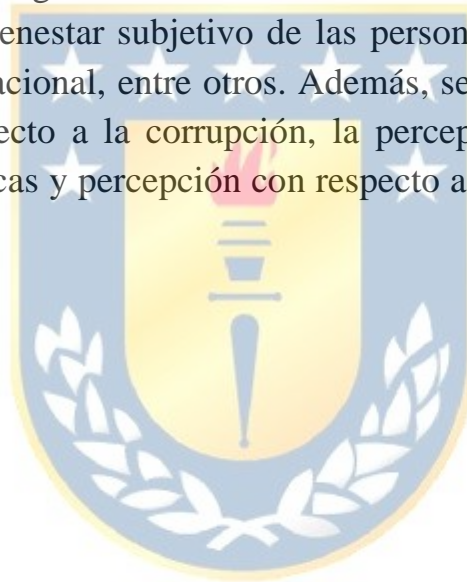 enestar subjetivo de las person
acional, entre otros. Además, se
ecto a la corrupción, la percep
cas y percepción con respecto a